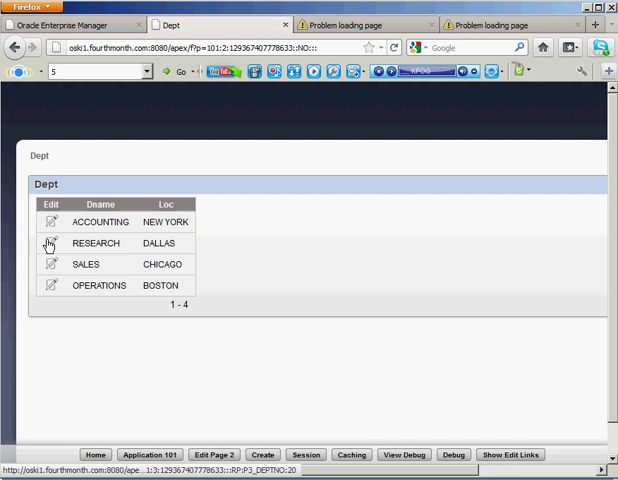 Firefox
Oracle Enterprise Manager
Dept
Problem loading page
Problem loading page
oski1.fourthmonth.com:8080/apex/f?p=101:2:129367407778633::NO:::
Google
5
Go
Dept
Dept
Edit Dname Loc
ACCOUNTING NEW YORK
RESEARCH DALLAS
SALES CHICAGO
OPERATIONS BOSTON
1 - 4
Home Application 101 Edit Page 2 Create Session Caching View Debug Debug Show Edit Links
http://oski1.fourthmonth.com:8080/ape...1:3:129367407778633:::RP:P3_DEPTNO:20